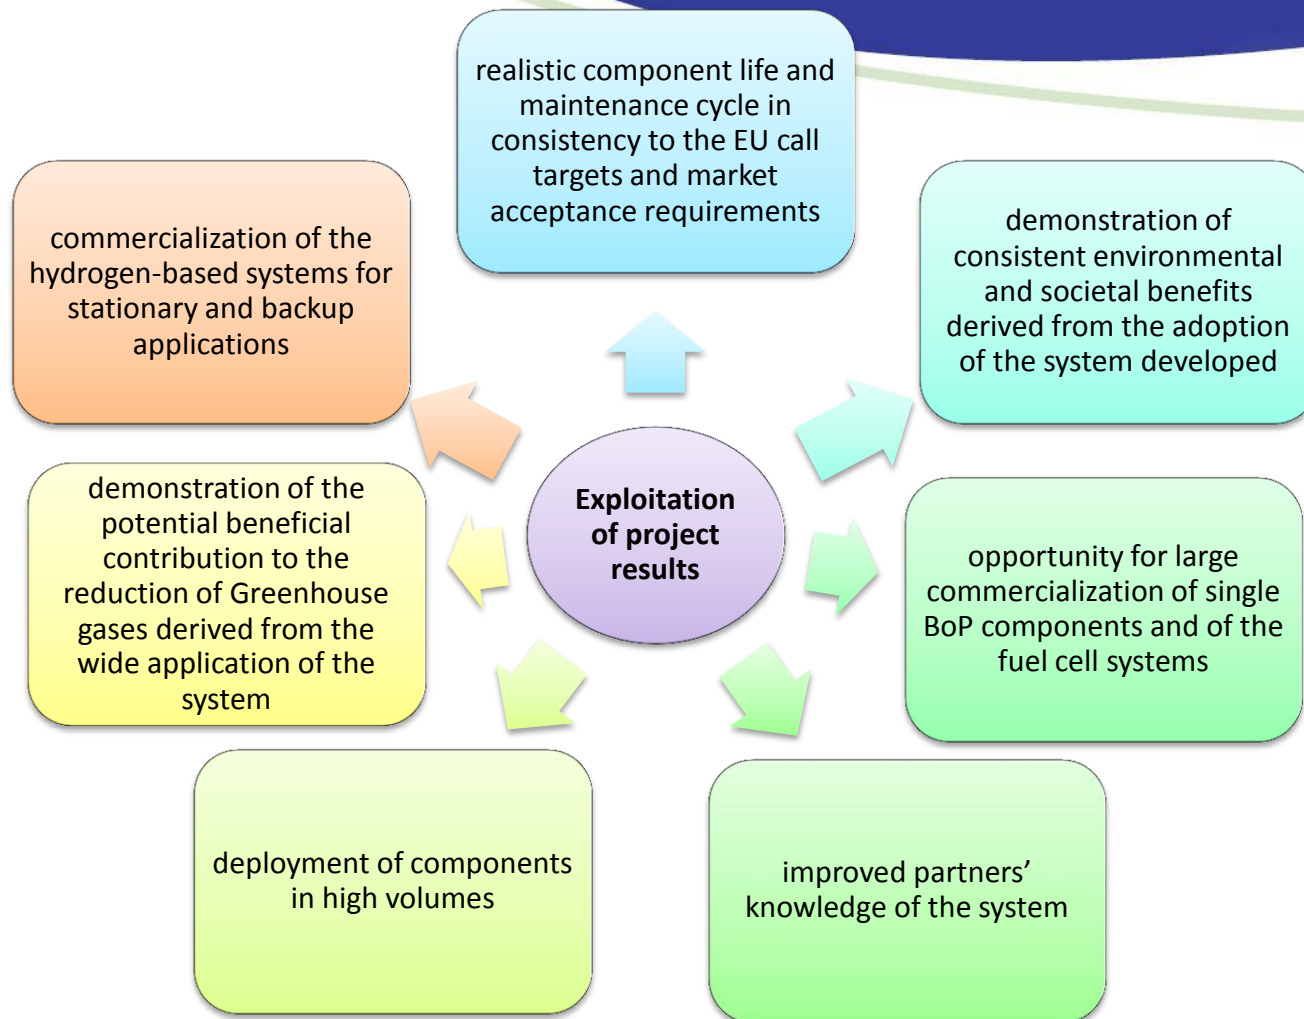 realistic component life and
maintenance cycle in
consistency to the EU call
targets and market
acceptance requirements
commercialization of the
hydrogen-based systems for
stationary and backup
applications
demonstration of
consistent environmental
and societal benefits
derived from the adoption
of the system developed
demonstration of the
potential beneficial
contribution to the
reduction of Greenhouse
gases derived from the
wide application of the
system
Exploitation
of project
results
opportunity for large
commercialization of single
BoP components and of the
fuel cell systems
deployment of components
in high volumes
improved partners’
knowledge of the system